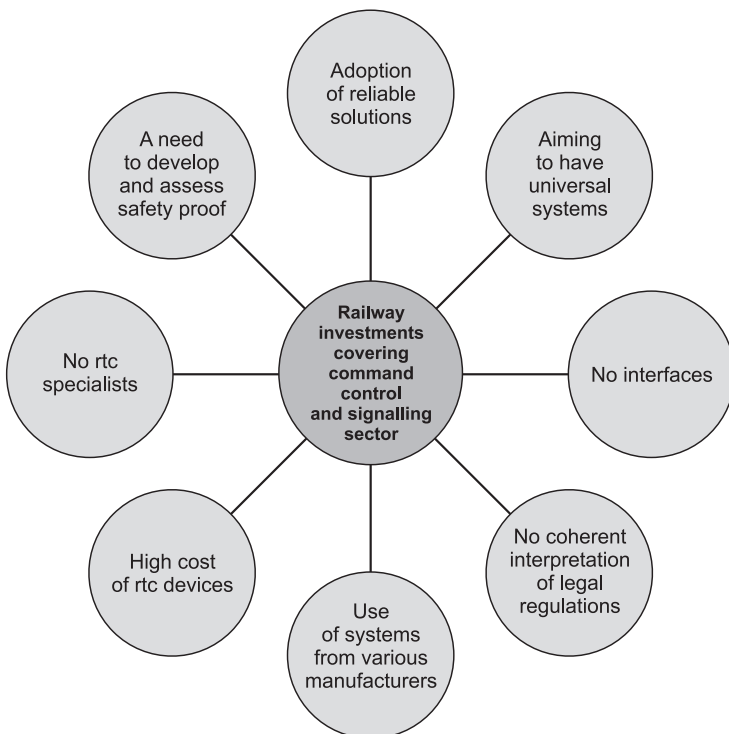 Adoption
of reliable
solutions
A need
to develop
and assess
safety proof
Aiming
to have
universal
systems
Railway
investments
covering
command
control
and signalling
sector
No rtc
specialists
No interfaces
High cost
of rtc devices
No coherent
interpretation
of legal
regulations
Use
of systems
from various
manufacturers